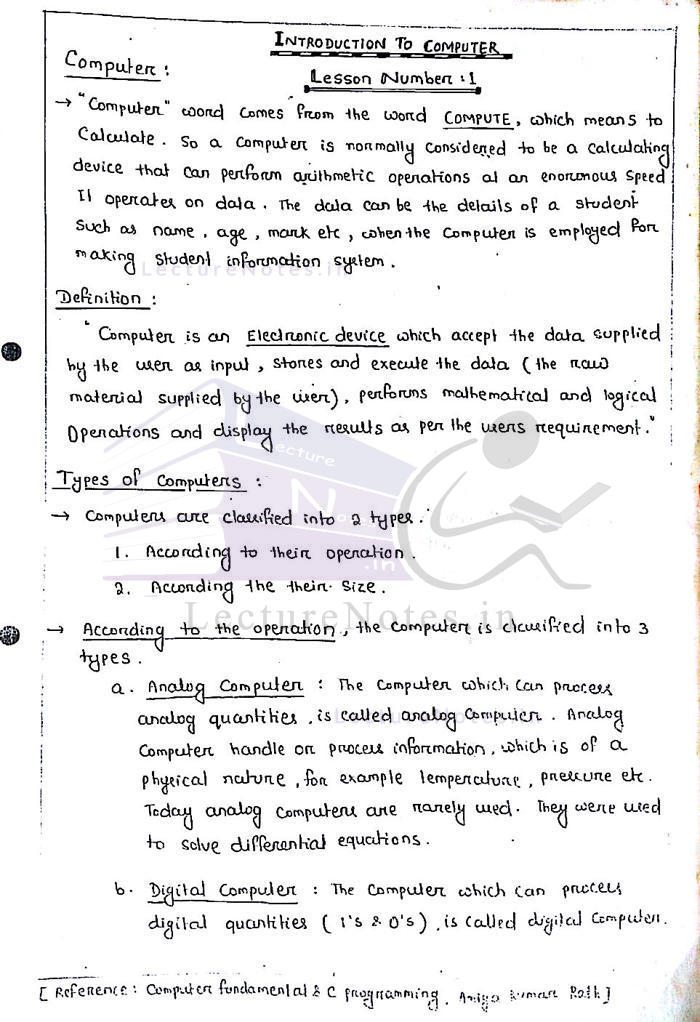 INTRODUCTION TO COMPUTER
Computer :
Lesson Number : 1
→ "Computer" word comes from the word COMPUTE, which means to
Calculate. So a computer is normally considered to be a calculating
device that can perform arithmetic operations at an enormous speed
It operates on data. The data can be the details of a student
such as name, age, mark etc, when the computer is employed for
making student information system.
LectureNotes.in
Definition :
" Computer is an Electronic device which accept the data supplied
by the user as input, stores and execute the data ( the raw
material supplied by the user), performs mathematical and logical
Operations and display the results as per the users requirement."
Lecture
Types of Computers :
N
→ Computers are classified into 2 types.
1. According to their operation.
.in
2. According the their size.
LectureNotes.in
→ According to the operation, the computer is classified into 3
types.
a. Analog Computer : The computer which can process
analog quantities, is called analog computer. Analog
Computer handle or process information, which is of a
physical nature, for example temperature, pressure etc.
Today analog computers are rarely used. They were used
to solve differential equations.
b. Digital Computer : The computer which can process
digital quantities ( 1's & 0's ), is called digital computer.
[ Reference : Computer fundamental & C programming, Kumar Rath ]